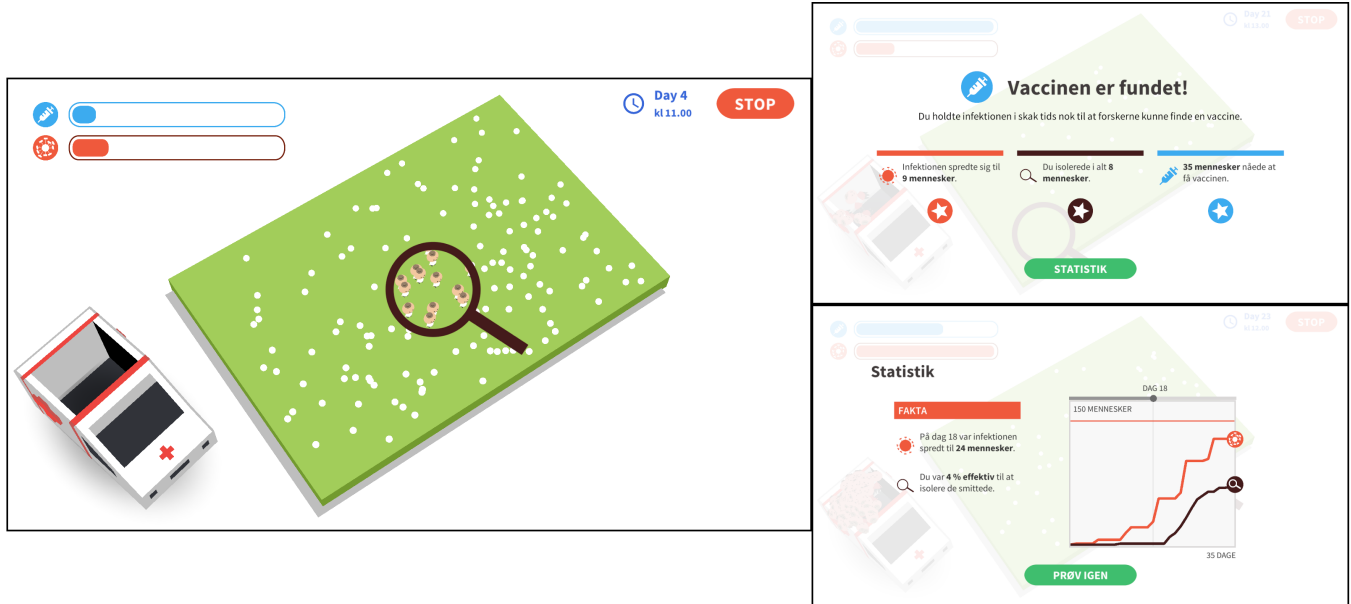 Day 4
kl 11.00
STOP
Day 21
kl 11.00
STOP
Vaccinen er fundet!
Du holdte infektionen i skak tids nok til at forskerne kunne finde en vaccine.
Infektionen spredte sig til
9 mennesker.
Du isolerede i alt 8
mennesker.
35 mennesker nåede at
få vaccinen.
STATISTIK
Day 23
kl 11.00
STOP
Statistik
FAKTA
På dag 18 var infektionen
spredt til 24 mennesker.
Du var 4 % effektiv til at
isolere de smittede.
DAG 18
150 MENNESKER
35 DAGE
PRØV IGEN